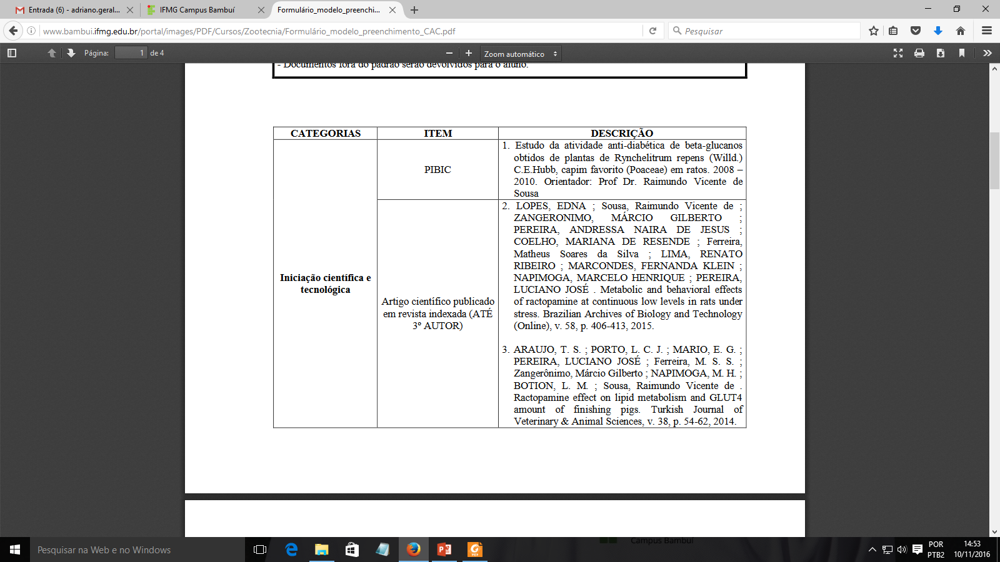 Entrada (6) - adriano.geral...
IFMG Campus Bambuí
Formulário_modelo_preenchi...
www.bambui.ifmg.edu.br/portal/images/PDF/Cursos/Zootecnia/Formulário_modelo_preenchimento_CAC.pdf
Pesquisar
Página:
1
de 4
Zoom automático
- Documentos fora do padrão serão devolvidos para o aluno.
CATEGORIAS
ITEM
DESCRIÇÃO
Iniciação científica e
tecnológica
PIBIC
1. Estudo da atividade anti-diabética de beta-glucanos
obtidos de plantas de Rynchelitrum repens (Willd.)
C.E.Hubb, capim favorito (Poaceae) em ratos. 2008 –
2010. Orientador: Prof Dr. Raimundo Vicente de
Sousa
Artigo científico publicado
em revista indexada (ATÉ
3º AUTOR)
2. LOPES, EDNA ; Sousa, Raimundo Vicente de ;
ZANGERONIMO, MÁRCIO GILBERTO ;
PEREIRA, ANDRESSA NAIRA DE JESUS ;
COELHO, MARIANA DE RESENDE ; Ferreira,
Matheus Soares da Silva ; LIMA, RENATO
RIBEIRO ; MARCONDES, FERNANDA KLEIN ;
NAPIMOGA, MARCELO HENRIQUE ; PEREIRA,
LUCIANO JOSÉ . Metabolic and behavioral effects
of ractopamine at continuous low levels in rats under
stress. Brazilian Archives of Biology and Technology
(Online), v. 58, p. 406-413, 2015.
3. ARAUJO, T. S. ; PORTO, L. C. J. ; MARIO, E. G. ;
PEREIRA, LUCIANO JOSÉ ; Ferreira, M. S. S. ;
Zangerônimo, Márcio Gilberto ; NAPIMOGA, M. H. ;
BOTION, L. M. ; Sousa, Raimundo Vicente de .
Ractopamine effect on lipid metabolism and GLUT4
amount of finishing pigs. Turkish Journal of
Veterinary & Animal Sciences, v. 38, p. 54-62, 2014.
Campus Bambuí
Pesquisar na Web e no Windows
POR
PTB2
14:53
10/11/2016